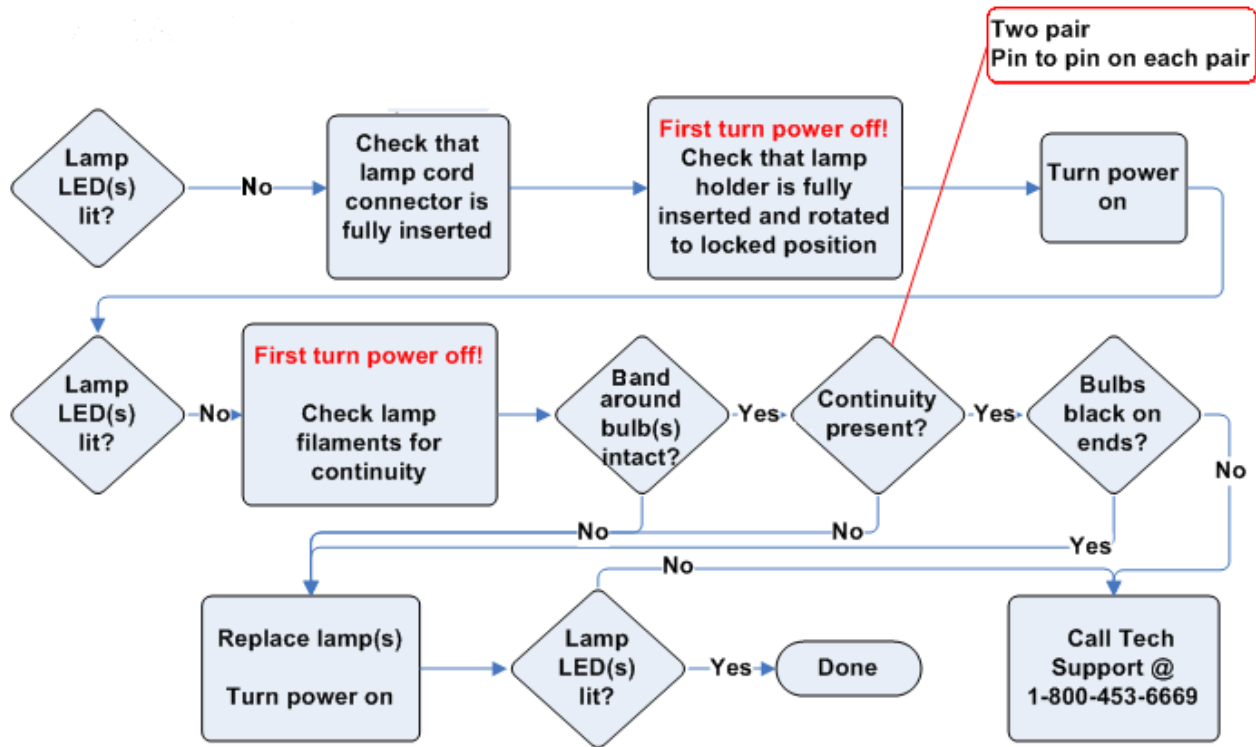 Two pair
Pin to pin on each pair
Lamp
LED(s)
lit?
No
Check that
lamp cord
connector is
fully inserted
First turn power off!
Check that lamp
holder is fully
inserted and rotated
to locked position
Turn power
on
Lamp
LED(s)
lit?
No
First turn power off!
Check lamp
filaments for
continuity
Band
around
bulb(s)
intact?
Yes
Continuity
present?
Yes
Bulbs
black on
ends?
No
No
No
Yes
No
Replace lamp(s)
Turn power on
Lamp
LED(s)
lit?
Yes
Done
Call Tech
Support @
1-800-453-6669